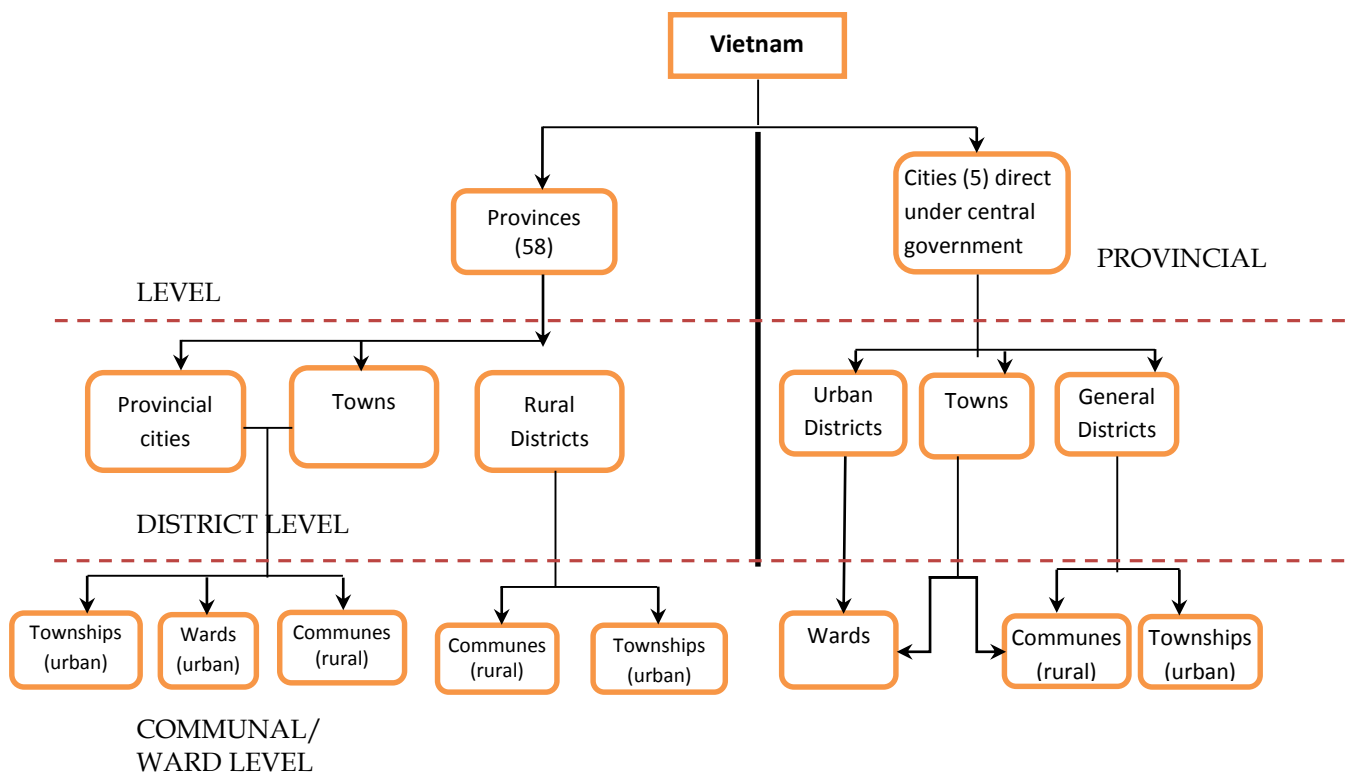 Vietnam
Provinces
(58)
Cities (5) direct
under central
government
PROVINCIAL
LEVEL
Provincial
cities
Towns
Rural
Districts
Urban
Districts
Towns
General
Districts
DISTRICT LEVEL
Townships
(urban)
Wards
(urban)
Communes
(rural)
Communes
(rural)
Townships
(urban)
Wards
Communes
(rural)
Townships
(urban)
COMMUNAL/
WARD LEVEL